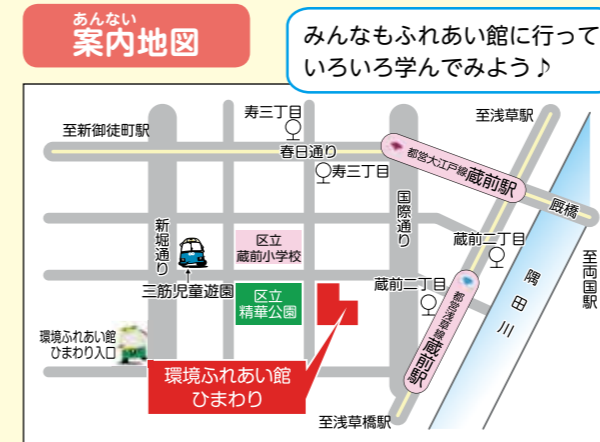 あんない
案内地図
みんなもふれあい館に行って
いろいろ学んでみよう♪
至新御徒町駅
寿三丁目
至浅草駅
春日通り
寿三丁目
都営大江戸線 蔵前駅
厩橋
新堀通り
国際通り
区立
蔵前小学校
蔵前二丁目
至両国駅
三筋児童遊園
区立
精華公園
蔵前二丁目
都営浅草線 蔵前駅
隅田川
環境ふれあい館
ひまわり入口
環境ふれあい館
ひまわり
至浅草橋駅